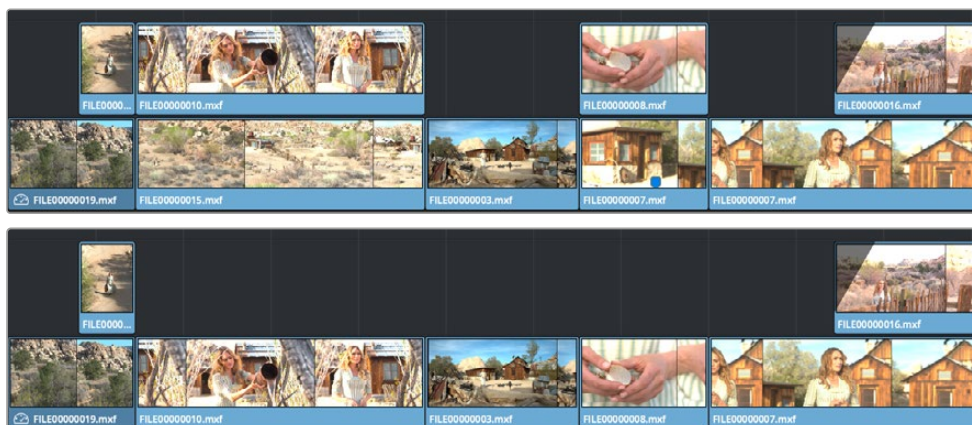 FILE0000...
FILE00000010.mxf
FILE00000008.mxf
FILE00000016.mxf
FILE00000019.mxf
FILE00000015.mxf
FILE00000003.mxf
FILE00000007.mxf
FILE00000007.mxf
FILE0000...
FILE00000016.mxf
FILE00000019.mxf
FILE00000010.mxf
FILE00000003.mxf
FILE00000008.mxf
FILE00000007.mxf